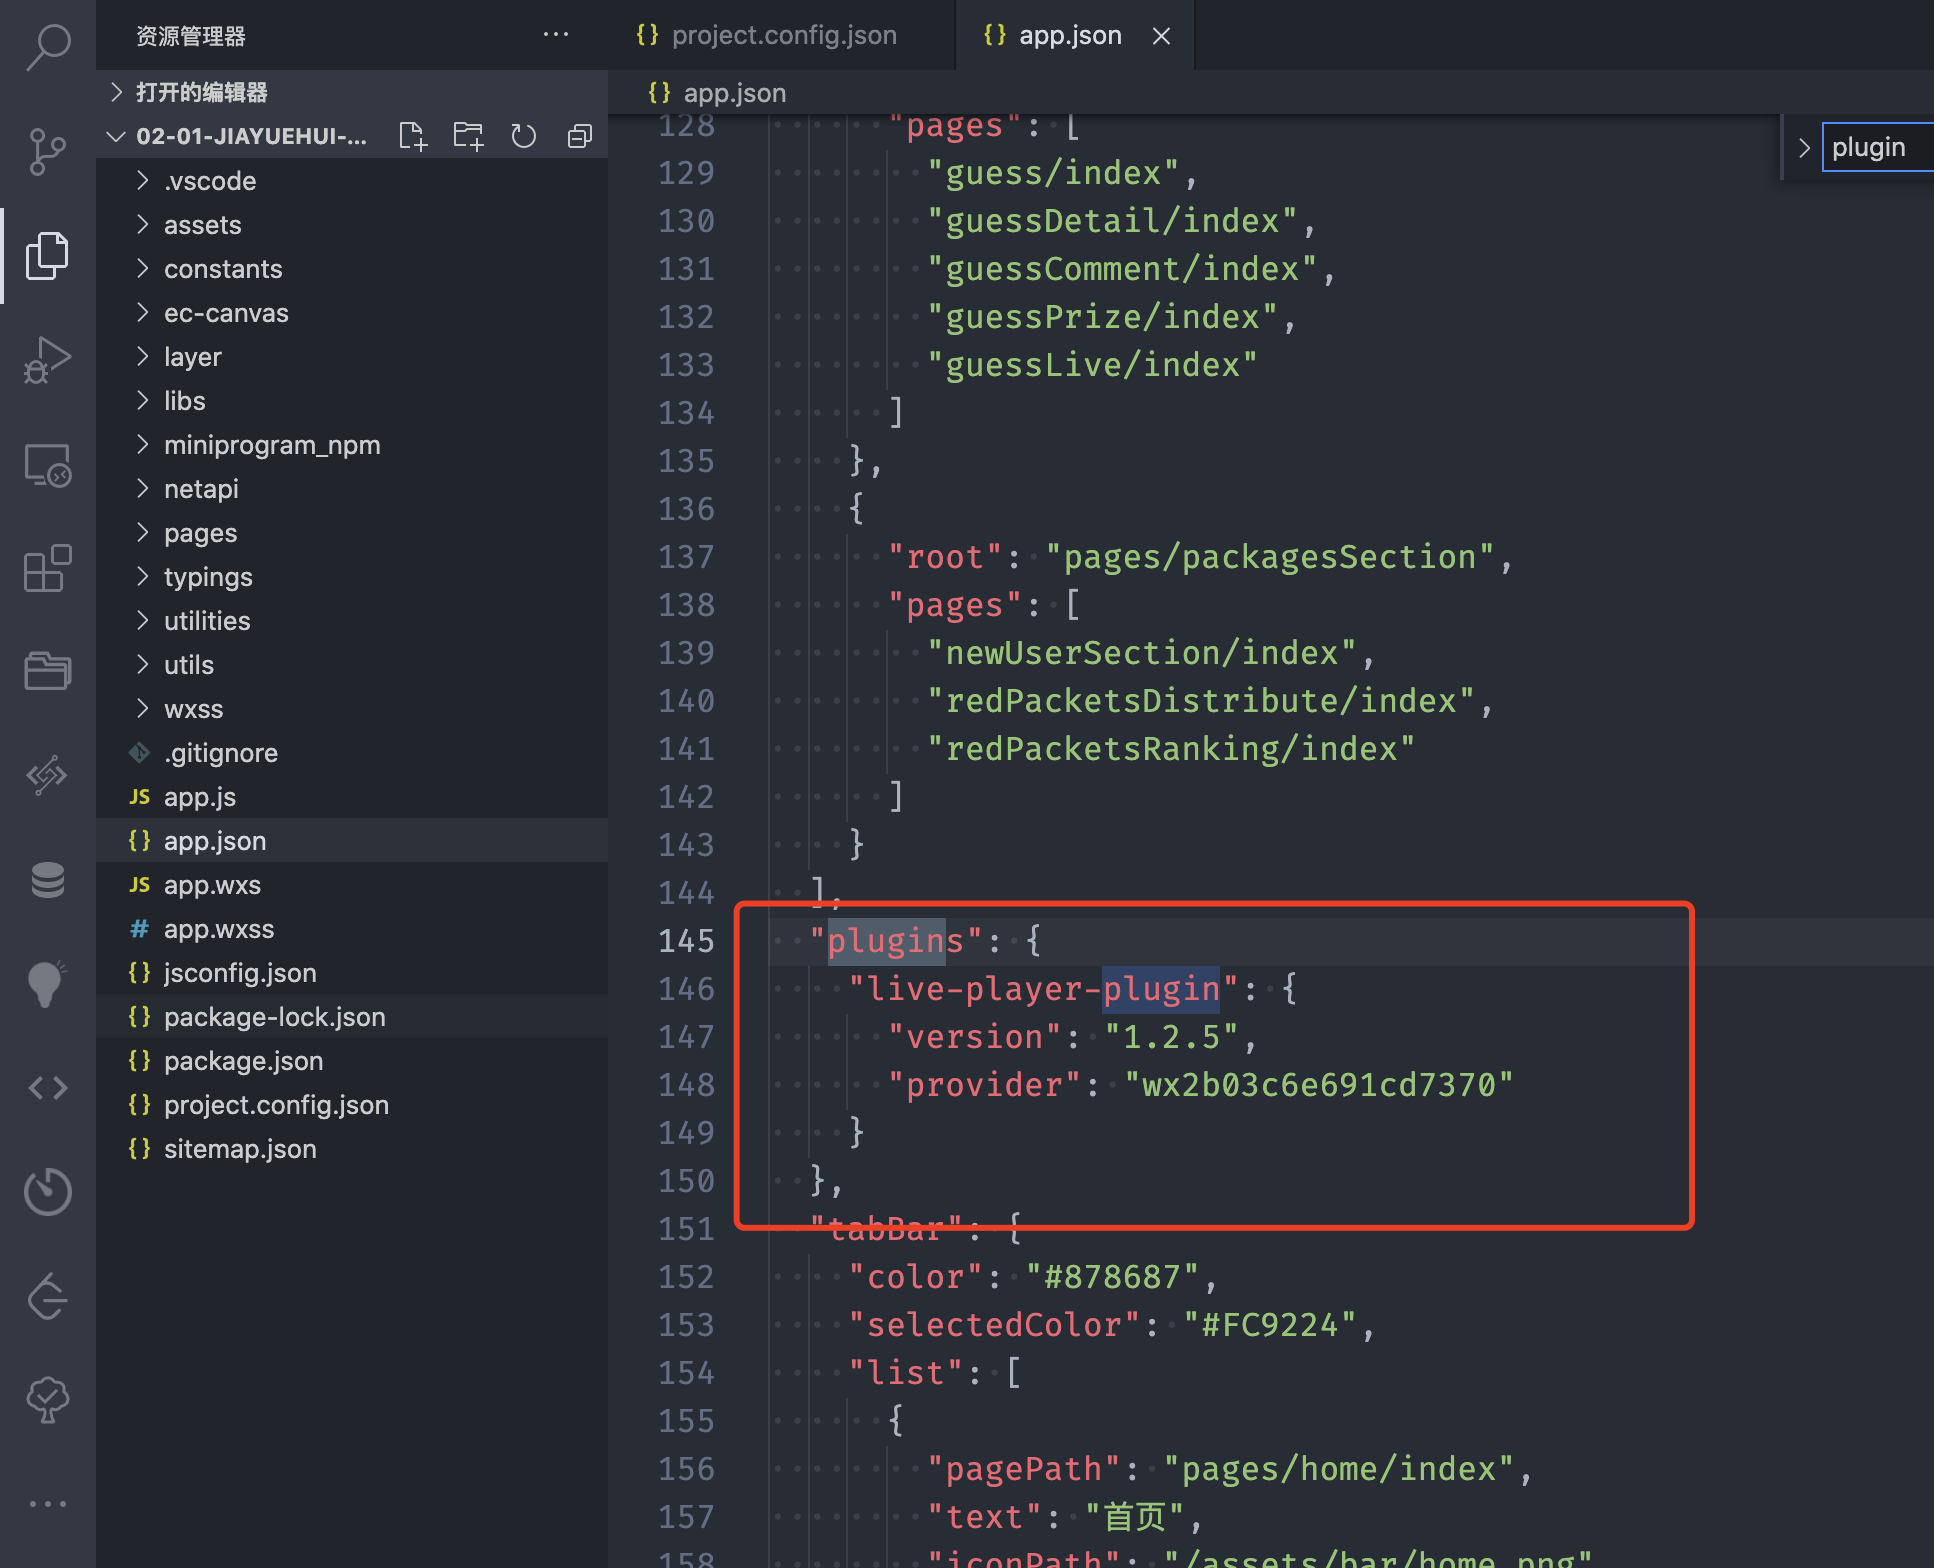 资源管理器
···
打开的编辑器
02-01-JIAYUEHUI-...
.vscode
assets
constants
ec-canvas
layer
libs
miniprogram_npm
netapi
pages
typings
utilities
utils
wxss
.gitignore
JS app.js
{} app.json
JS app.wxs
# app.wxss
{} jsconfig.json
{} package-lock.json
{} package.json
{} project.config.json
{} sitemap.json
{} project.config.json
{} app.json ×
{} app.json
plugin
128 "pages": [
129 "guess/index",
130 "guessDetail/index",
131 "guessComment/index",
132 "guessPrize/index",
133 "guessLive/index"
134 ]
135 },
136 {
137 "root": "pages/packagesSection",
138 "pages": [
139 "newUserSection/index",
140 "redPacketsDistribute/index",
141 "redPacketsRanking/index"
142 ]
143 }
144 ],
145 "plugins": {
146 "live-player-plugin": {
147 "version": "1.2.5",
148 "provider": "wx2b03c6e691cd7370"
149 }
150 },
151 "tabBar": {
152 "color": "#878687",
153 "selectedColor": "#FC9224",
154 "list": [
155 {
156 "pagePath": "pages/home/index",
157 "text": "首页",
158 "iconPath": "/assets/bar/home.png"